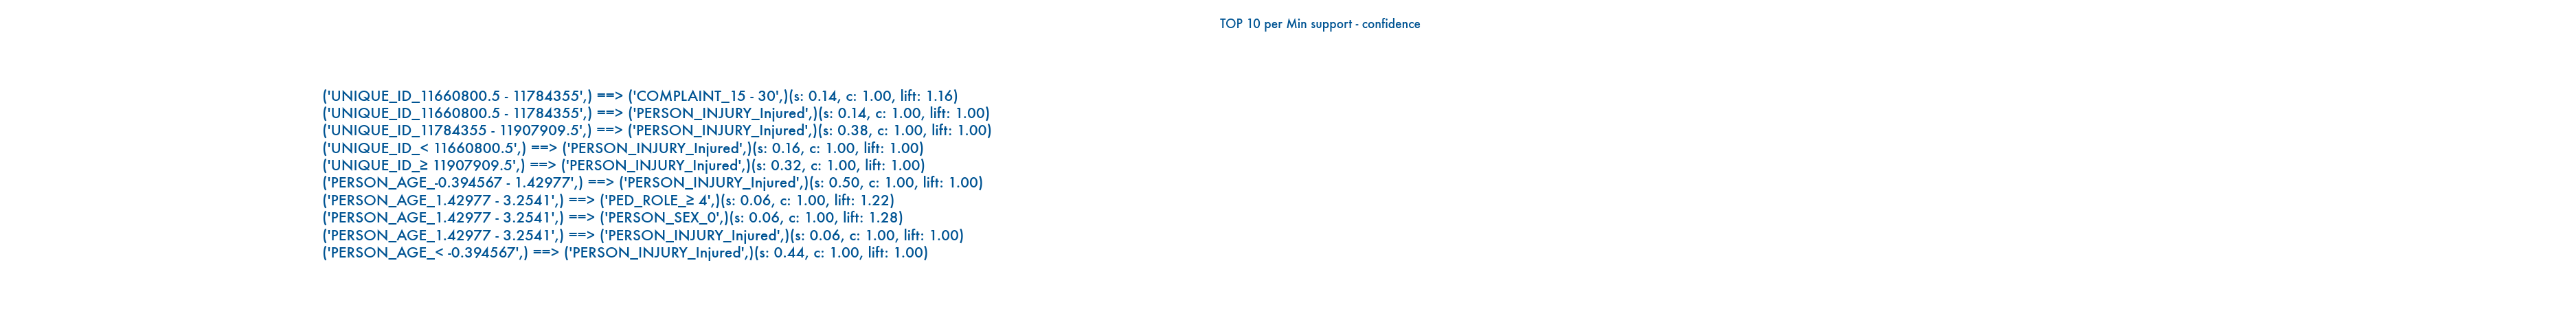 TOP 10 per Min support - confidence
('UNIQUE_ID_11660800.5 - 11784355',) ==> ('COMPLAINT_15 - 30',)(s: 0.14, c: 1.00, lift: 1.16)
('UNIQUE_ID_11660800.5 - 11784355',) ==> ('PERSON_INJURY_Injured',)(s: 0.14, c: 1.00, lift: 1.00)
('UNIQUE_ID_11784355 - 11907909.5',) ==> ('PERSON_INJURY_Injured',)(s: 0.38, c: 1.00, lift: 1.00)
('UNIQUE_ID_< 11660800.5',) ==> ('PERSON_INJURY_Injured',)(s: 0.16, c: 1.00, lift: 1.00)
('UNIQUE_ID_≥ 11907909.5',) ==> ('PERSON_INJURY_Injured',)(s: 0.32, c: 1.00, lift: 1.00)
('PERSON_AGE_-0.394567 - 1.42977',) ==> ('PERSON_INJURY_Injured',)(s: 0.50, c: 1.00, lift: 1.00)
('PERSON_AGE_1.42977 - 3.2541',) ==> ('PED_ROLE_≥ 4',)(s: 0.06, c: 1.00, lift: 1.22)
('PERSON_AGE_1.42977 - 3.2541',) ==> ('PERSON_SEX_0',)(s: 0.06, c: 1.00, lift: 1.28)
('PERSON_AGE_1.42977 - 3.2541',) ==> ('PERSON_INJURY_Injured',)(s: 0.06, c: 1.00, lift: 1.00)
('PERSON_AGE_< -0.394567',) ==> ('PERSON_INJURY_Injured',)(s: 0.44, c: 1.00, lift: 1.00)